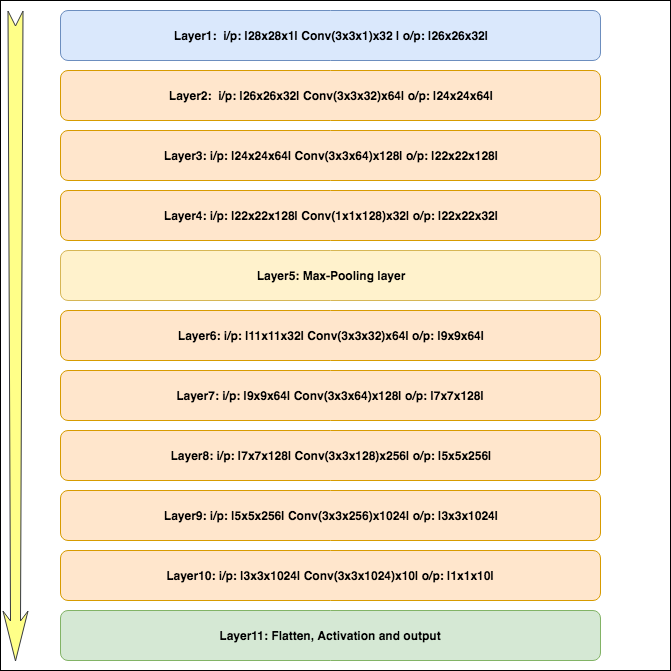 Layer1:  i/p: |28x28x1| Conv(3x3x1)x32 | o/p: |26x26x32|
Layer2:  i/p: |26x26x32| Conv(3x3x32)x64| o/p: |24x24x64|
Layer3: i/p: |24x24x64| Conv(3x3x64)x128| o/p: |22x22x128|
Layer4: i/p: |22x22x128| Conv(1x1x128)x32| o/p: |22x22x32|
Layer5: Max-Pooling layer
Layer6: i/p: |11x11x32| Conv(3x3x32)x64| o/p: |9x9x64|
Layer7: i/p: |9x9x64| Conv(3x3x64)x128| o/p: |7x7x128|
Layer8: i/p: |7x7x128| Conv(3x3x128)x256| o/p: |5x5x256|
Layer9: i/p: |5x5x256| Conv(3x3x256)x1024| o/p: |3x3x1024|
Layer10: i/p: |3x3x1024| Conv(3x3x1024)x10| o/p: |1x1x10|
Layer11: Flatten, Activation and output